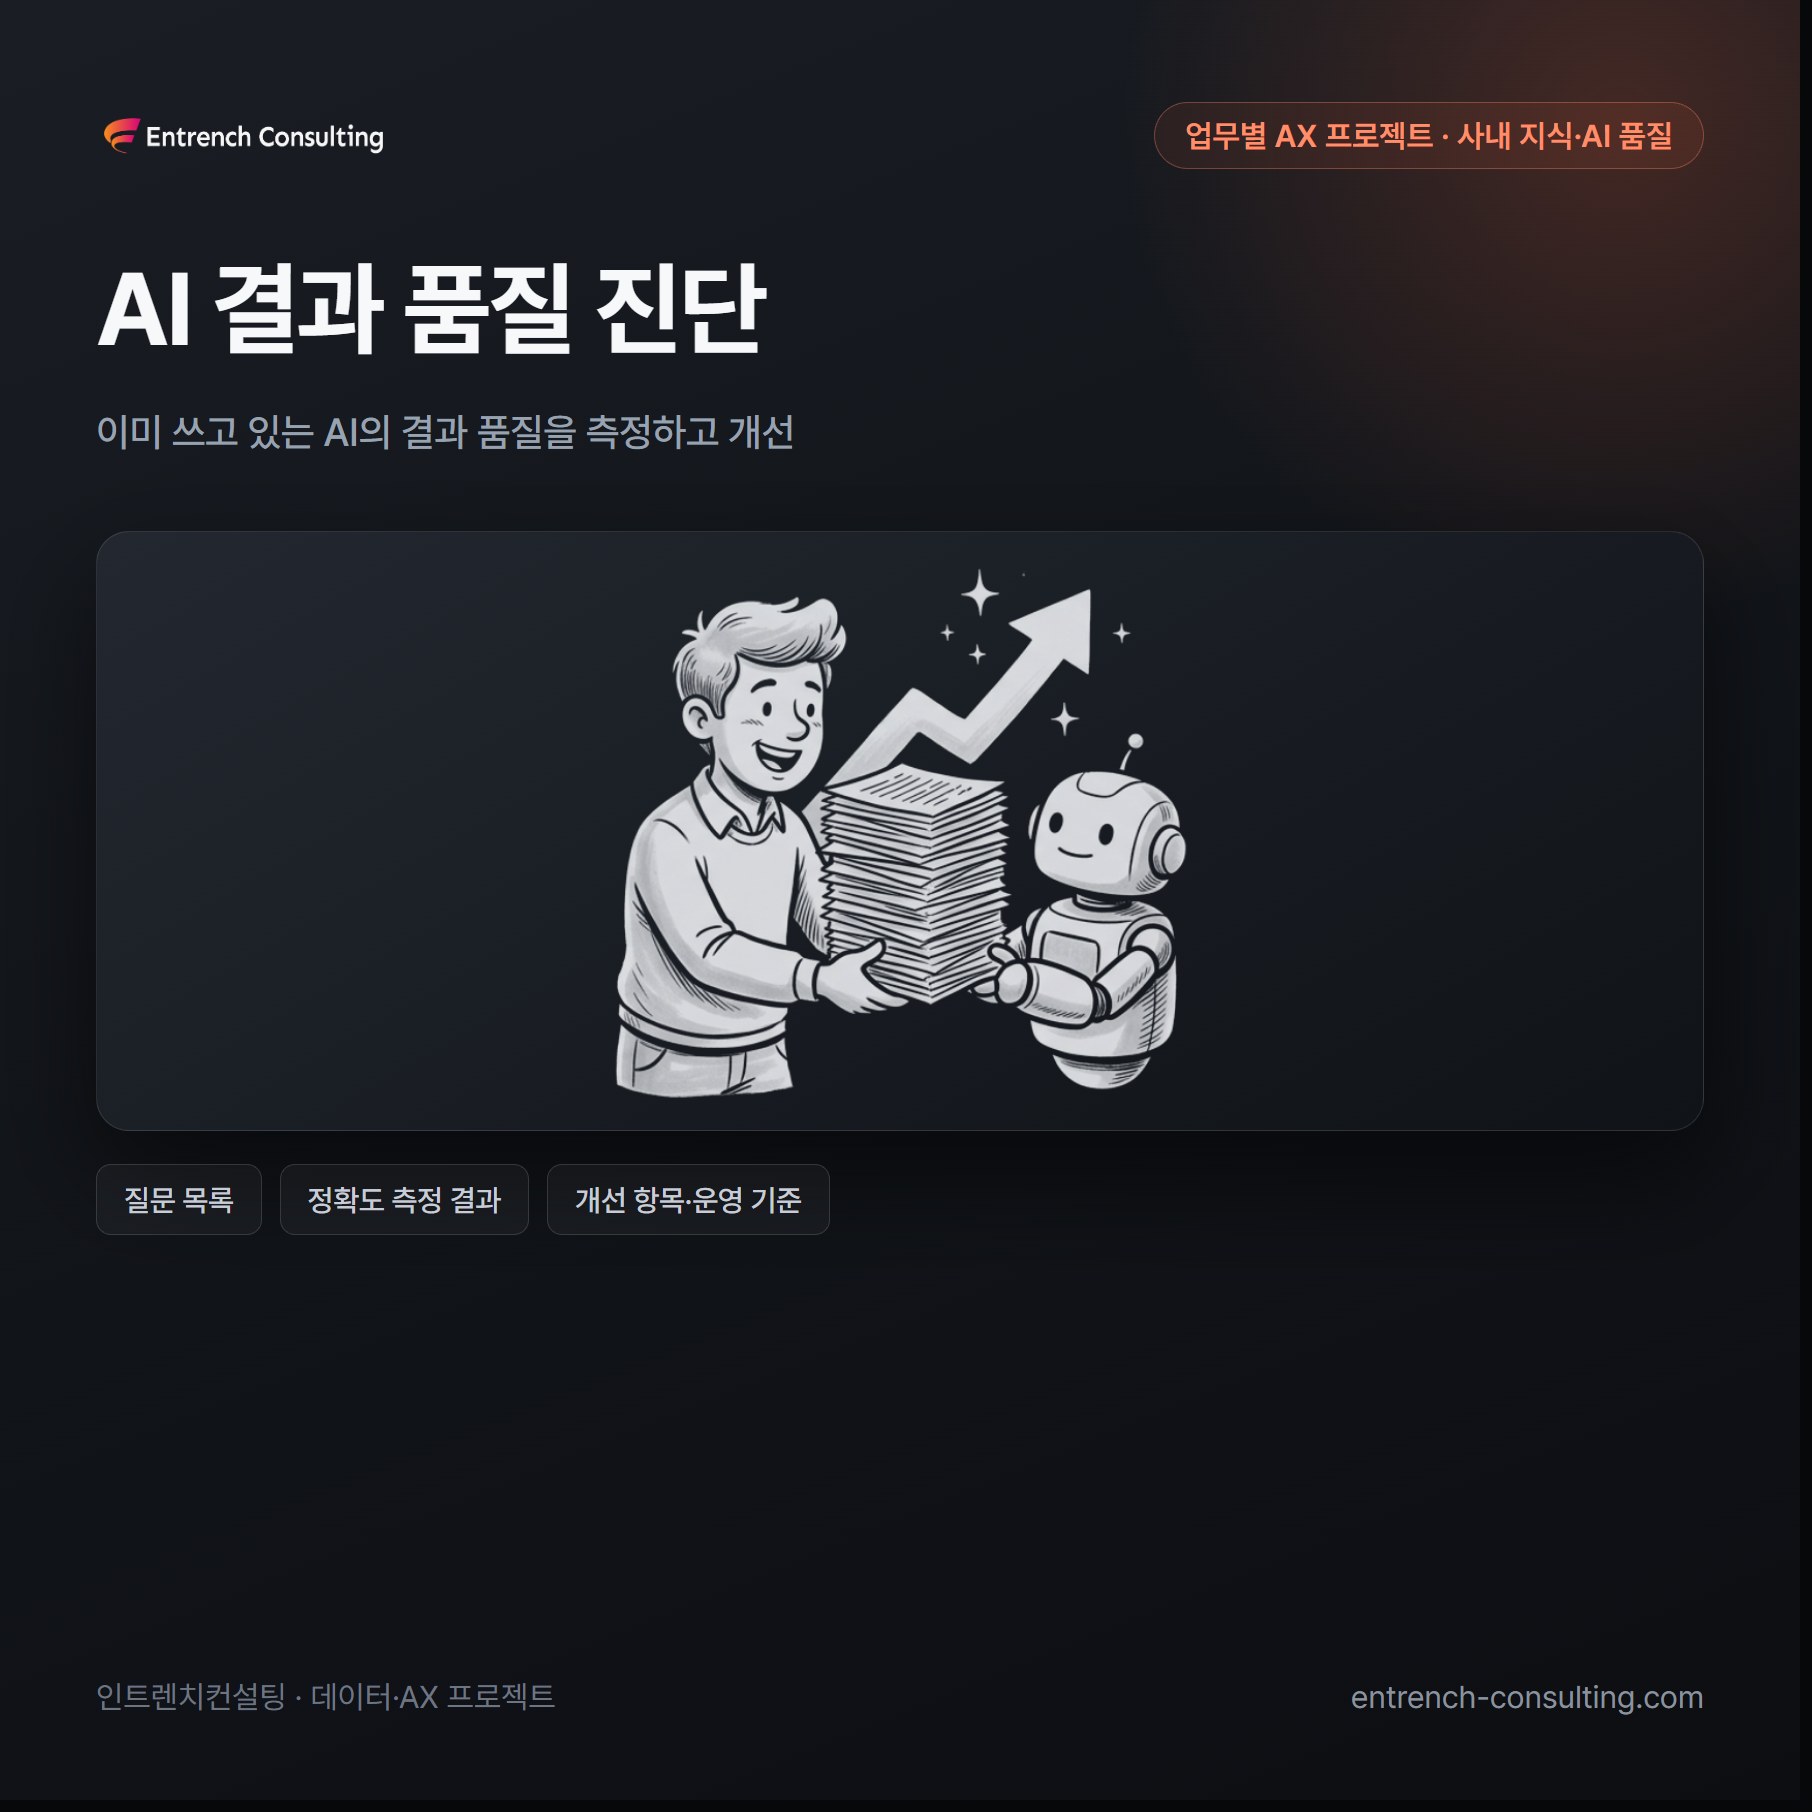 Entrench Consulting
업무별 AX 프로젝트 · 사내 지식·AI 품질
AI 결과 품질 진단
이미 쓰고 있는 AI의 결과 품질을 측정하고 개선
질문 목록
정확도 측정 결과
개선 항목·운영 기준
인트렌치컨설팅 · 데이터·AX 프로젝트
entrench-consulting.com